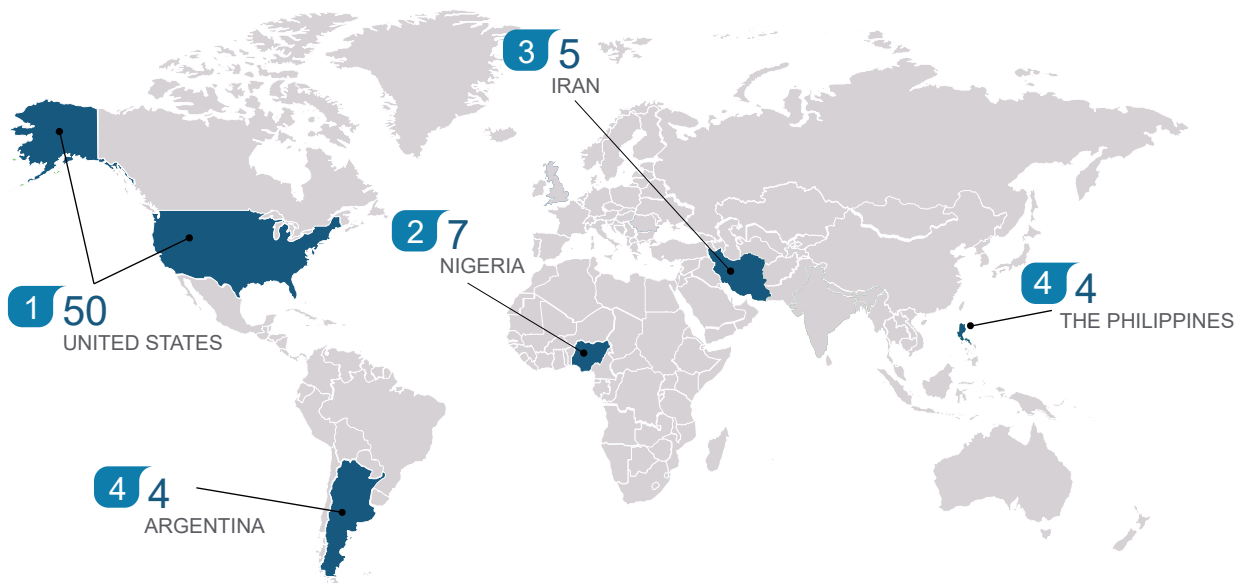 3 5
IRAN
2 7
NIGERIA
1 50
UNITED STATES
4 4
THE PHILIPPINES
4 4
ARGENTINA